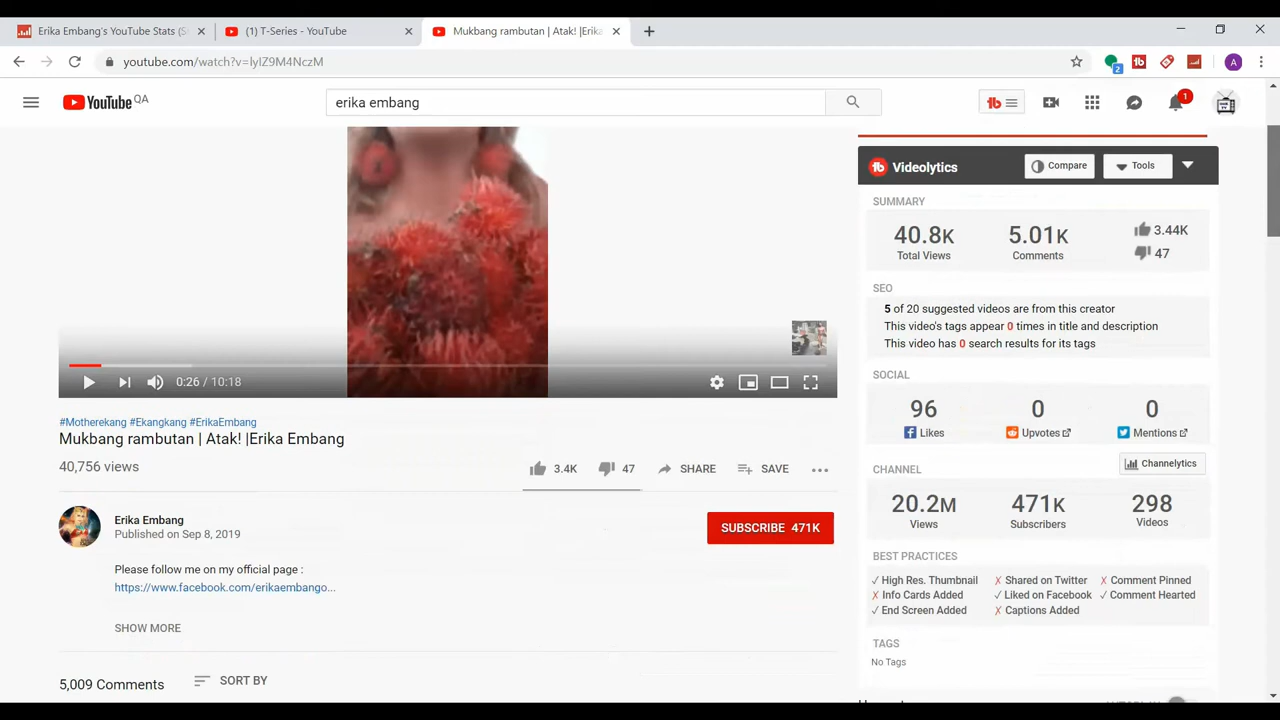 Erika Embang's YouTube Stats (S
(1) T-Series - YouTube
Mukbang rambutan | Atak! |Erika
youtube.com/watch?v=lyIZ9M4NczM
2
A
YouTube QA
erika embang
tb
1
tb Videolytics
Compare
Tools
SUMMARY
40.8K
5.01K
3.44K
Total Views
Comments
47
SEO
5 of 20 suggested videos are from this creator
This video's tags appear 0 times in title and description
This video has 0 search results for its tags
0:26 / 10:18
SOCIAL
96
0
0
Likes
Upvotes
Mentions
#Motherekang #Ekangkang #ErikaEmbang
Mukbang rambutan | Atak! |Erika Embang
40,756 views
3.4K
47
SHARE
SAVE
CHANNEL
Channelytics
20.2M
471K
298
Views
Subscribers
Videos
Erika Embang
Published on Sep 8, 2019
SUBSCRIBE 471K
Please follow me on my official page :
https://www.facebook.com/erikaembango...
SHOW MORE
BEST PRACTICES
✓ High Res. Thumbnail
✗ Shared on Twitter
✗ Comment Pinned
✗ Info Cards Added
✓ Liked on Facebook
✓ Comment Hearted
✓ End Screen Added
✗ Captions Added
TAGS
No Tags
5,009 Comments
SORT BY